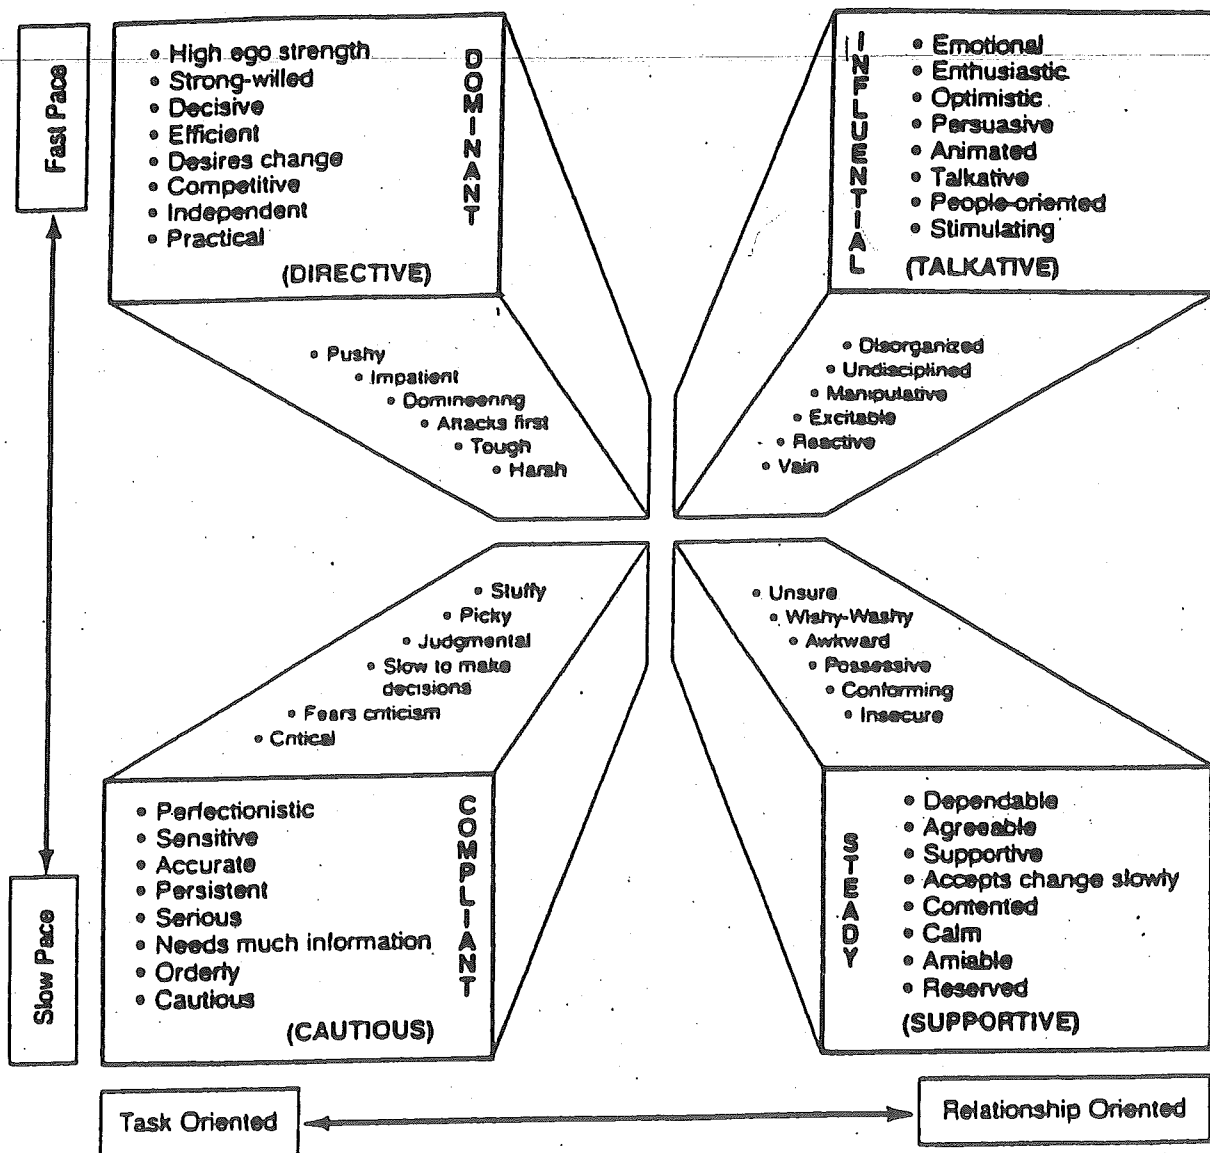 Fast Pace
DOMINANT
• High ego strength
• Strong-willed
• Decisive
• Efficient
• Desires change
• Competitive
• Independent
• Practical
(DIRECTIVE)
INFLUENTIAL
• Emotional
• Enthusiastic
• Optimistic
• Persuasive
• Animated
• Talkative
• People-oriented
• Stimulating
(TALKATIVE)
• Pushy
• Impatient
• Domineering
• Attacks first
• Tough
• Harsh
• Disorganized
• Undisciplined
• Manipulative
• Excitable
• Reactive
• Vain
• Stuffy
• Picky
• Judgmental
• Slow to make
decisions
• Fears criticism
• Critical
• Unsure
• Wishy-Washy
• Awkward
• Possessive
• Conforming
• Insecure
Slow Pace
COMPLIANT
• Perfectionistic
• Sensitive
• Accurate
• Persistent
• Serious
• Needs much information
• Orderly
• Cautious
(CAUTIOUS)
STEADY
• Dependable
• Agreeable
• Supportive
• Accepts change slowly
• Contented
• Calm
• Amiable
• Reserved
(SUPPORTIVE)
Task Oriented
Relationship Oriented